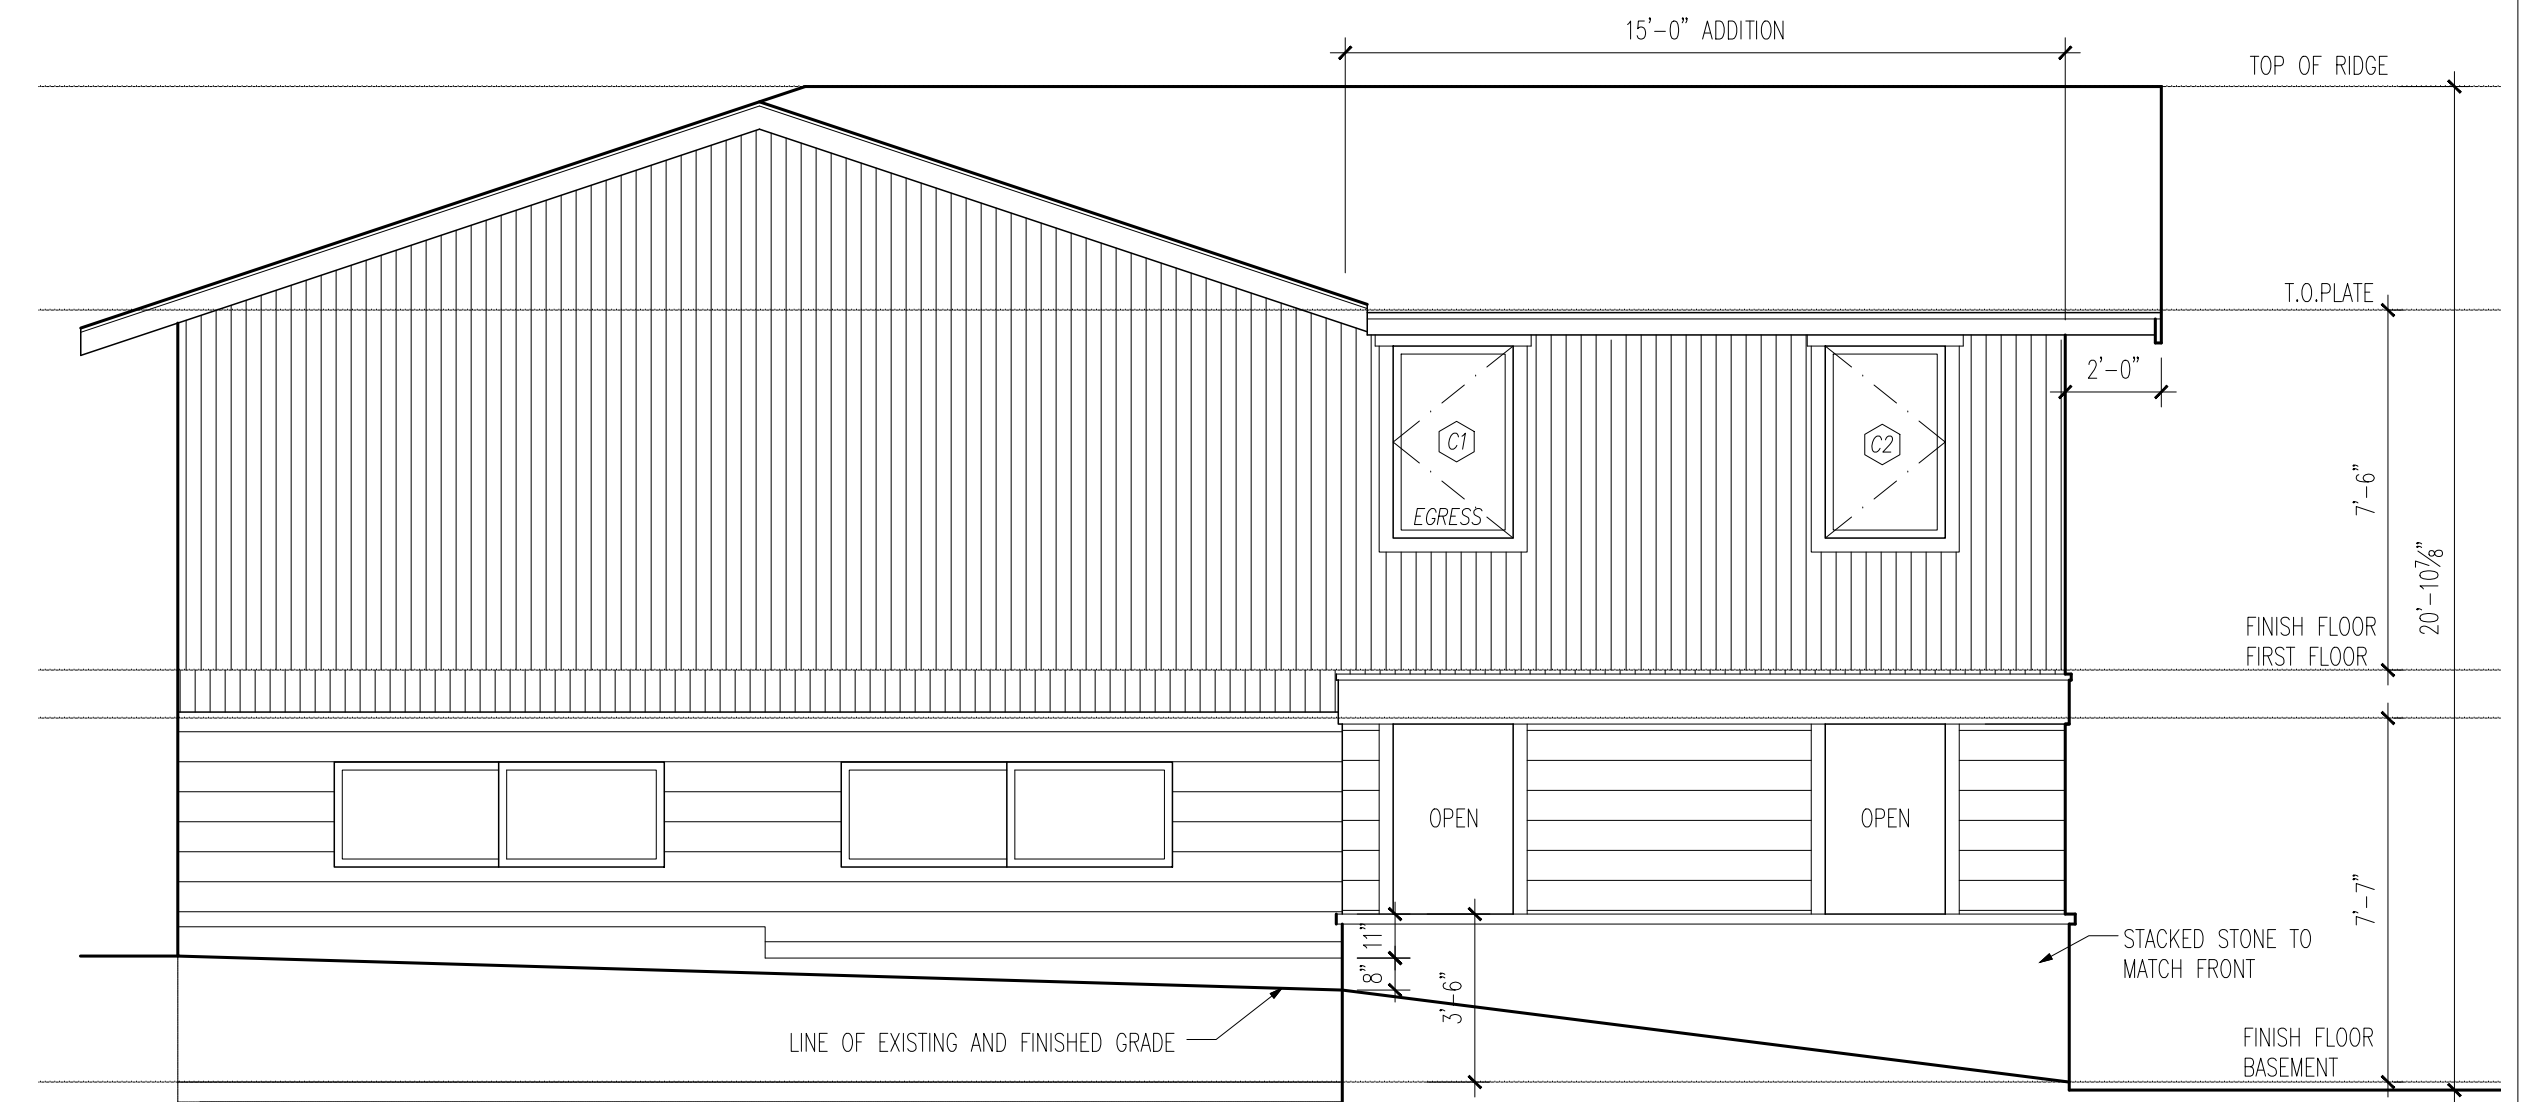 15'-0" ADDITION
TOP OF RIDGE
T.O.PLATE
2'-0"
C1
C2
EGRESS
7'-6"
20'-10⅞"
FINISH FLOOR
FIRST FLOOR
OPEN
OPEN
7'-7"
11"
8"
3'-6"
STACKED STONE TO
MATCH FRONT
LINE OF EXISTING AND FINISHED GRADE
FINISH FLOOR
BASEMENT